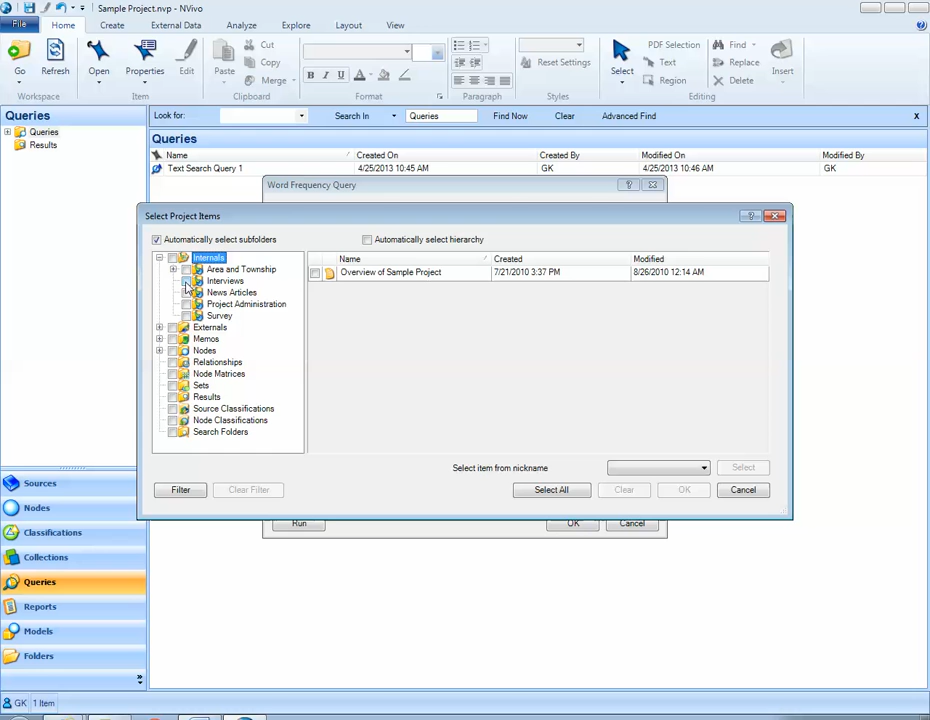 Sample Project.nvp - NVivo
File Home Create External Data Analyze Explore Layout View
Go Refresh Open Properties Edit Paste Cut Copy Merge
B I U
Reset Settings
Select PDF Selection Text Region Find Replace Delete Insert
Workspace Item Clipboard Format Paragraph Styles Editing
Queries
Queries
Results
Look for: Search In Queries Find Now Clear Advanced Find x
Queries
Name Created On Created By Modified On Modified By
Text Search Query 1 4/25/2013 10:45 AM GK 4/25/2013 10:46 AM GK
Word Frequency Query
Select Project Items
Automatically select subfolders Automatically select hierarchy
Internals
Area and Township
Interviews
News Articles
Project Administration
Survey
Externals
Memos
Nodes
Relationships
Node Matrices
Sets
Results
Source Classifications
Node Classifications
Search Folders
Name Created Modified
Overview of Sample Project 7/21/2010 3:37 PM 8/26/2010 12:14 AM
Select item from nickname Select
Filter Clear Filter Select All Clear OK Cancel
Run OK Cancel
Sources
Nodes
Classifications
Collections
Queries
Reports
Models
Folders
GK 1 Item